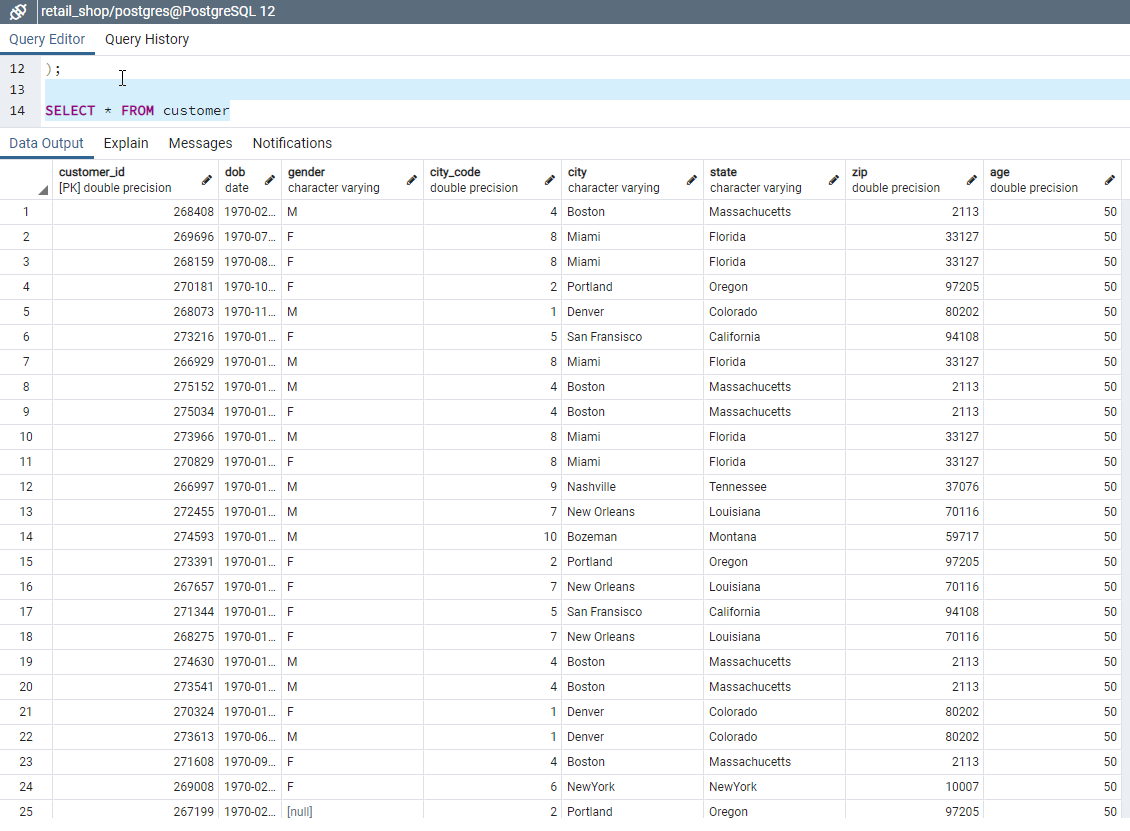 retail_shop/postgres@PostgreSQL 12
Query Editor Query History
12 );
13
14 SELECT * FROM customer
Data Output Explain Messages Notifications
customer_id dob gender city_code city state zip age
[PK] double precision date character varying double precision character varying character varying double precision double precision
1 268408 1970-02... M 4 Boston Massachucetts 2113 50
2 269696 1970-07... F 8 Miami Florida 33127 50
3 268159 1970-08... F 8 Miami Florida 33127 50
4 270181 1970-10... F 2 Portland Oregon 97205 50
5 268073 1970-11... M 1 Denver Colorado 80202 50
6 273216 1970-01... F 5 San Fransisco California 94108 50
7 266929 1970-01... M 8 Miami Florida 33127 50
8 275152 1970-01... M 4 Boston Massachucetts 2113 50
9 275034 1970-01... F 4 Boston Massachucetts 2113 50
10 273966 1970-01... M 8 Miami Florida 33127 50
11 270829 1970-01... F 8 Miami Florida 33127 50
12 266997 1970-01... M 9 Nashville Tennessee 37076 50
13 272455 1970-01... M 7 New Orleans Louisiana 70116 50
14 274593 1970-01... M 10 Bozeman Montana 59717 50
15 273391 1970-01... F 2 Portland Oregon 97205 50
16 267657 1970-01... F 7 New Orleans Louisiana 70116 50
17 271344 1970-01... F 5 San Fransisco California 94108 50
18 268275 1970-01... F 7 New Orleans Louisiana 70116 50
19 274630 1970-01... M 4 Boston Massachucetts 2113 50
20 273541 1970-01... M 4 Boston Massachucetts 2113 50
21 270324 1970-01... F 1 Denver Colorado 80202 50
22 273613 1970-06... M 1 Denver Colorado 80202 50
23 271608 1970-09... F 4 Boston Massachucetts 2113 50
24 269008 1970-02... F 6 NewYork NewYork 10007 50
25 267199 1970-02... [null] 2 Portland Oregon 97205 50